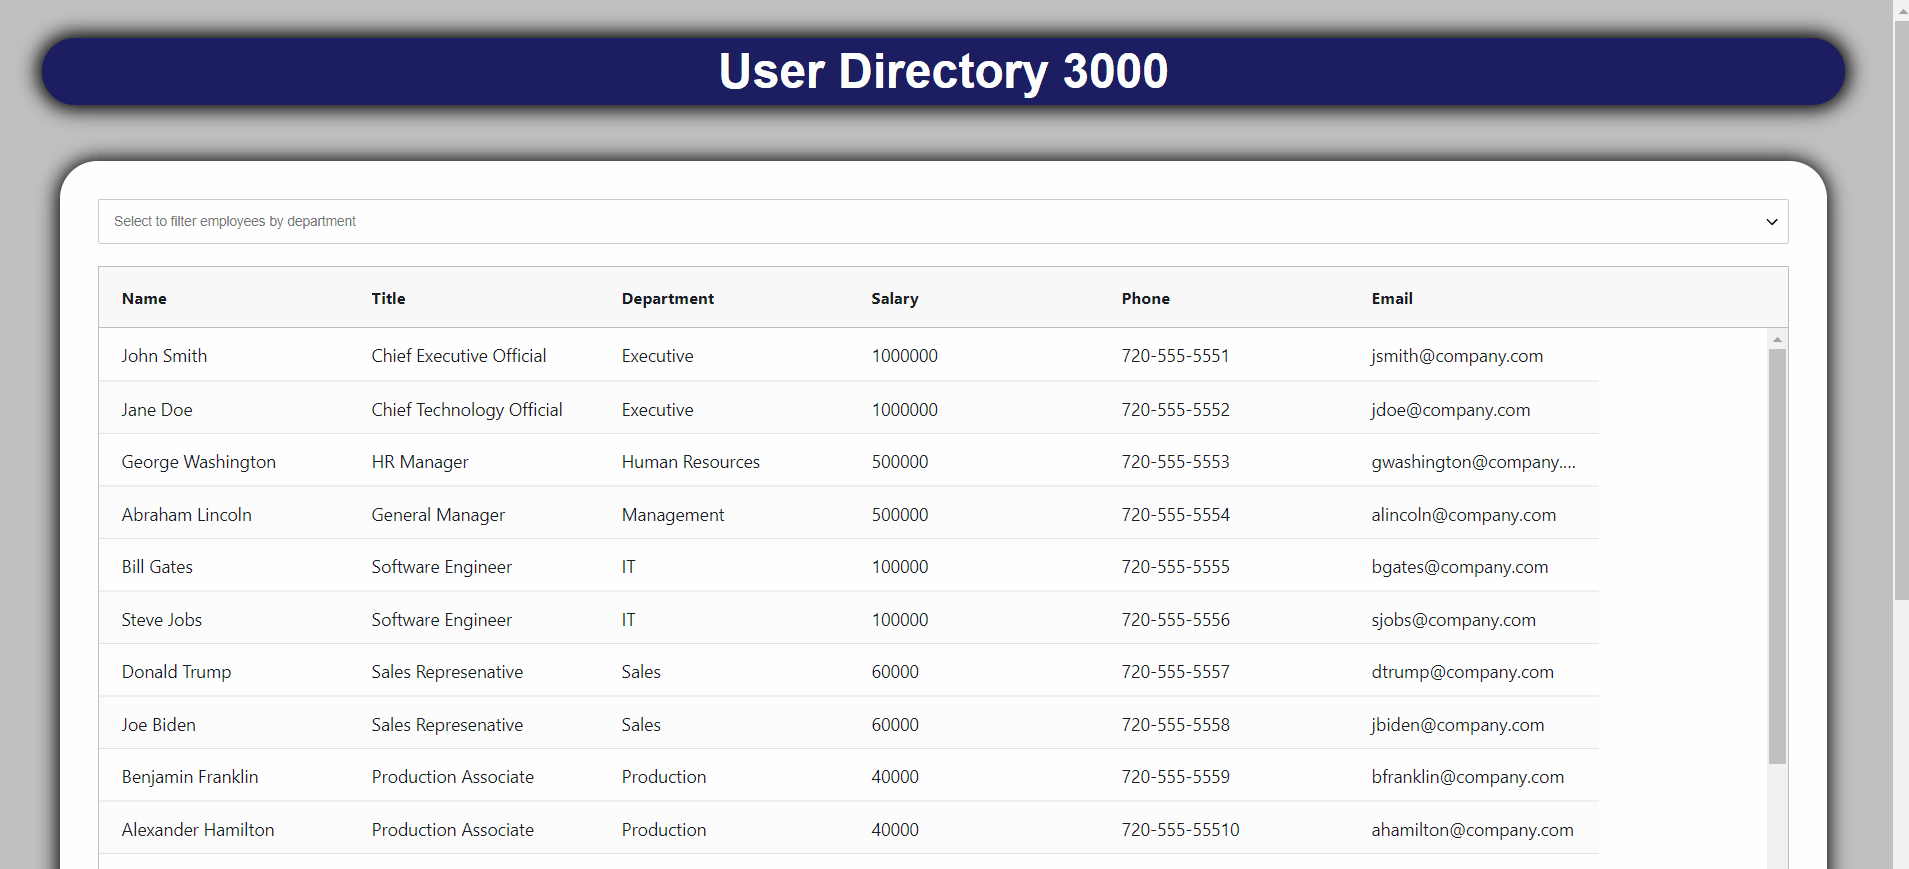 User Directory 3000
Select to filter employees by department
Name Title Department Salary Phone Email
John Smith Chief Executive Official Executive 1000000 720-555-5551 jsmith@company.com
Jane Doe Chief Technology Official Executive 1000000 720-555-5552 jdoe@company.com
George Washington HR Manager Human Resources 500000 720-555-5553 gwashington@company....
Abraham Lincoln General Manager Management 500000 720-555-5554 alincoln@company.com
Bill Gates Software Engineer IT 100000 720-555-5555 bgates@company.com
Steve Jobs Software Engineer IT 100000 720-555-5556 sjobs@company.com
Donald Trump Sales Represenative Sales 60000 720-555-5557 dtrump@company.com
Joe Biden Sales Represenative Sales 60000 720-555-5558 jbiden@company.com
Benjamin Franklin Production Associate Production 40000 720-555-5559 bfranklin@company.com
Alexander Hamilton Production Associate Production 40000 720-555-55510 ahamilton@company.com